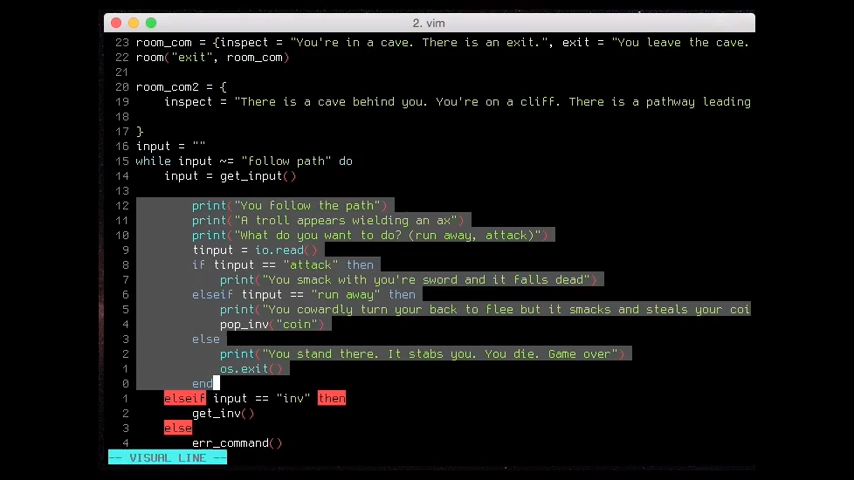 2. vim
23 room_com = {inspect = "You're in a cave. There is an exit.", exit = "You leave the cave.
22 room("exit", room_com)
21
20 room_com2 = {
19 inspect = "There is a cave behind you. You're on a cliff. There is a pathway leading
18
17 }
16 input = ""
15 while input ~= "follow path" do
14 input = get_input()
13
12 print("You follow the path")
11 print("A troll appears wielding an ax")
10 print("What do you want to do? (run away, attack)")
9 tinput = io.read()
8 if tinput == "attack" then
7 print("You smack with you're sword and it falls dead")
6 elseif tinput == "run away" then
5 print("You cowardly turn your back to flee but it smacks and steals your coi
4 pop_inv("coin")
3 else
2 print("You stand there. It stabs you. You die. Game over")
1 os.exit()
0 end
1 elseif input == "inv" then
2 get_inv()
3 else
4 err_command()
-- VISUAL LINE --